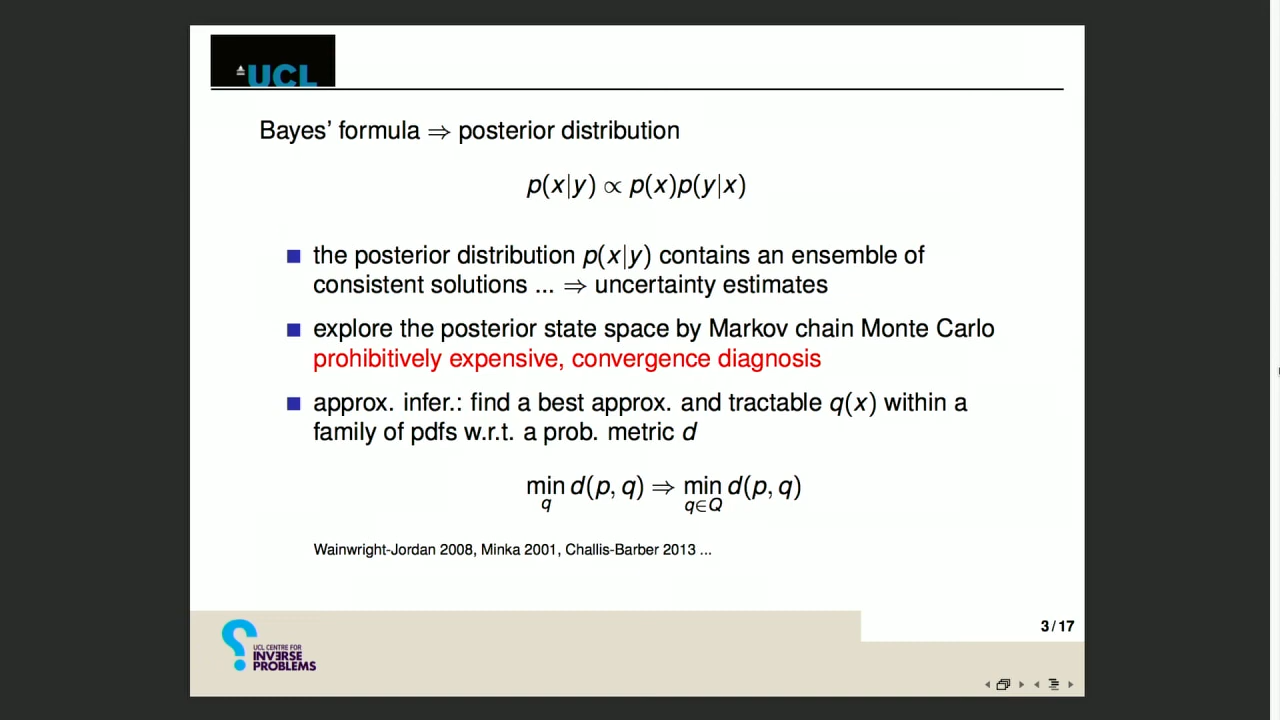 UCL
Bayes' formula ⇒ posterior distribution
p(x|y) ∝ p(x)p(y|x)
the posterior distribution p(x|y) contains an ensemble of
consistent solutions ... ⇒ uncertainty estimates
explore the posterior state space by Markov chain Monte Carlo
prohibitively expensive, convergence diagnosis
approx. infer.: find a best approx. and tractable q(x) within a
family of pdfs w.r.t. a prob. metric d
min d(p, q) ⇒ min d(p, q)
q q∈Q
Wainwright-Jordan 2008, Minka 2001, Challis-Barber 2013 ...
3 / 17
UCL CENTRE FOR
INVERSE
PROBLEMS